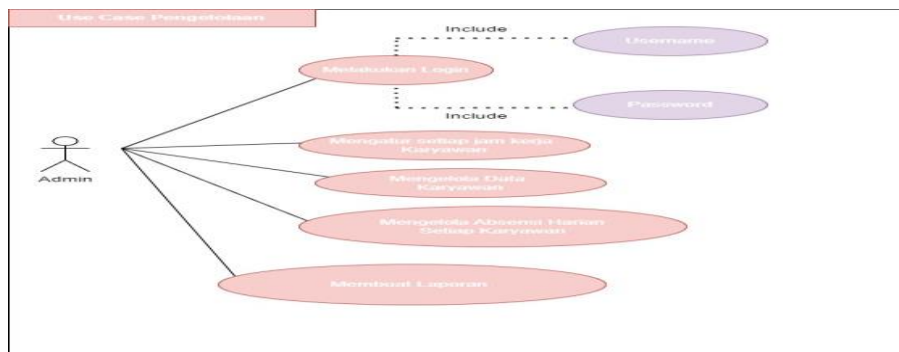 Use Case Pengelolaan
Include
Username
Melakukan Login
Password
Include
Mengatur setiap jam kerja
Karyawan
Admin
Mengelola Data
Karyawan
Mengelola Absensi Harian
Setiap Karyawan
Membuat Laporan